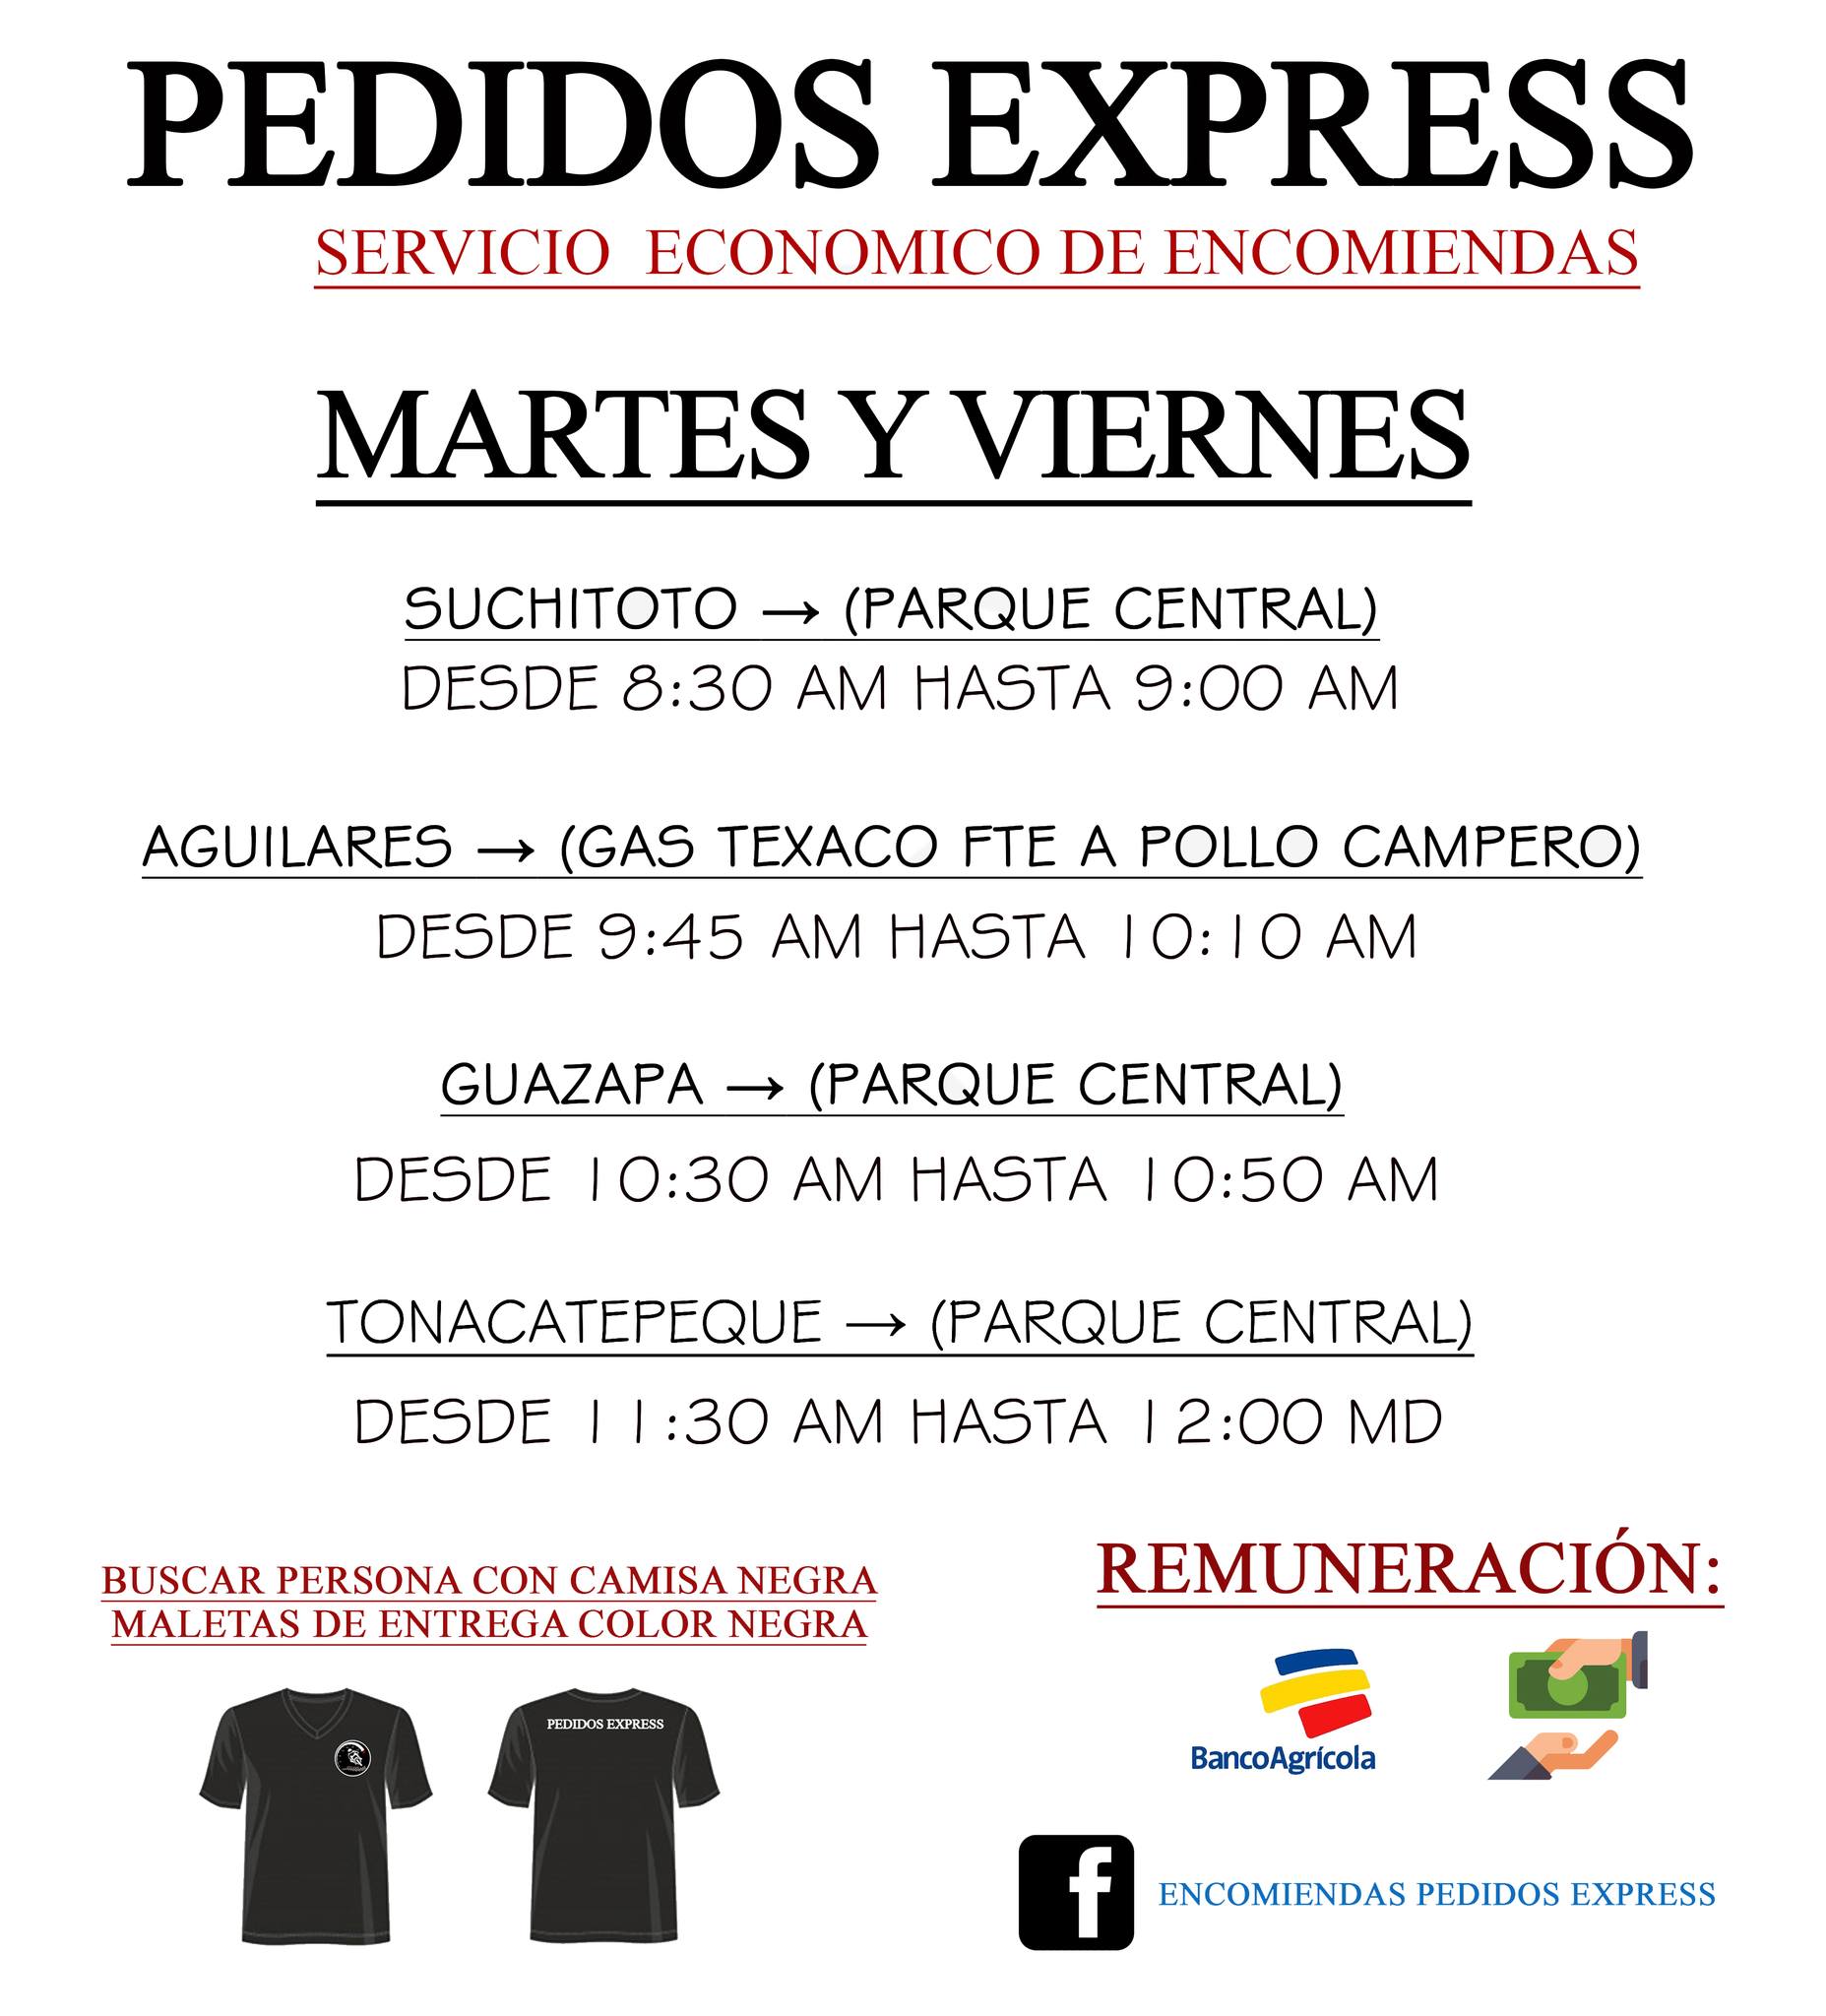 PEDIDOS EXPRESS
SERVICIO ECONOMICO DE ENCOMIENDAS
MARTES Y VIERNES
SUCHITOTO → (PARQUE CENTRAL)
DESDE 8:30 AM HASTA 9:00 AM
AGUILARES → (GAS TEXACO FTE A POLLO CAMPERO)
DESDE 9:45 AM HASTA 10:10 AM
GUAZAPA → (PARQUE CENTRAL)
DESDE 10:30 AM HASTA 10:50 AM
TONACATEPEQUE → (PARQUE CENTRAL)
DESDE 11:30 AM HASTA 12:00 MD
BUSCAR PERSONA CON CAMISA NEGRA
MALETAS DE ENTREGA COLOR NEGRA
PEDIDOS EXPRESS
REMUNERACIÓN:
BancoAgrícola
f
ENCOMIENDAS PEDIDOS EXPRESS